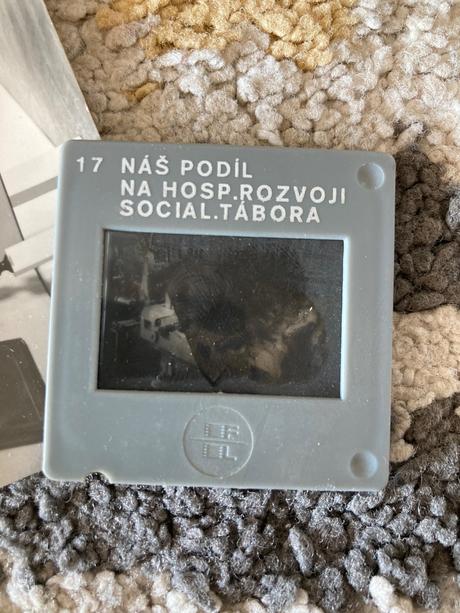 17 NÁŠ PODÍL
NA HOSP.ROZVOJI
SOCIAL.TÁBORA